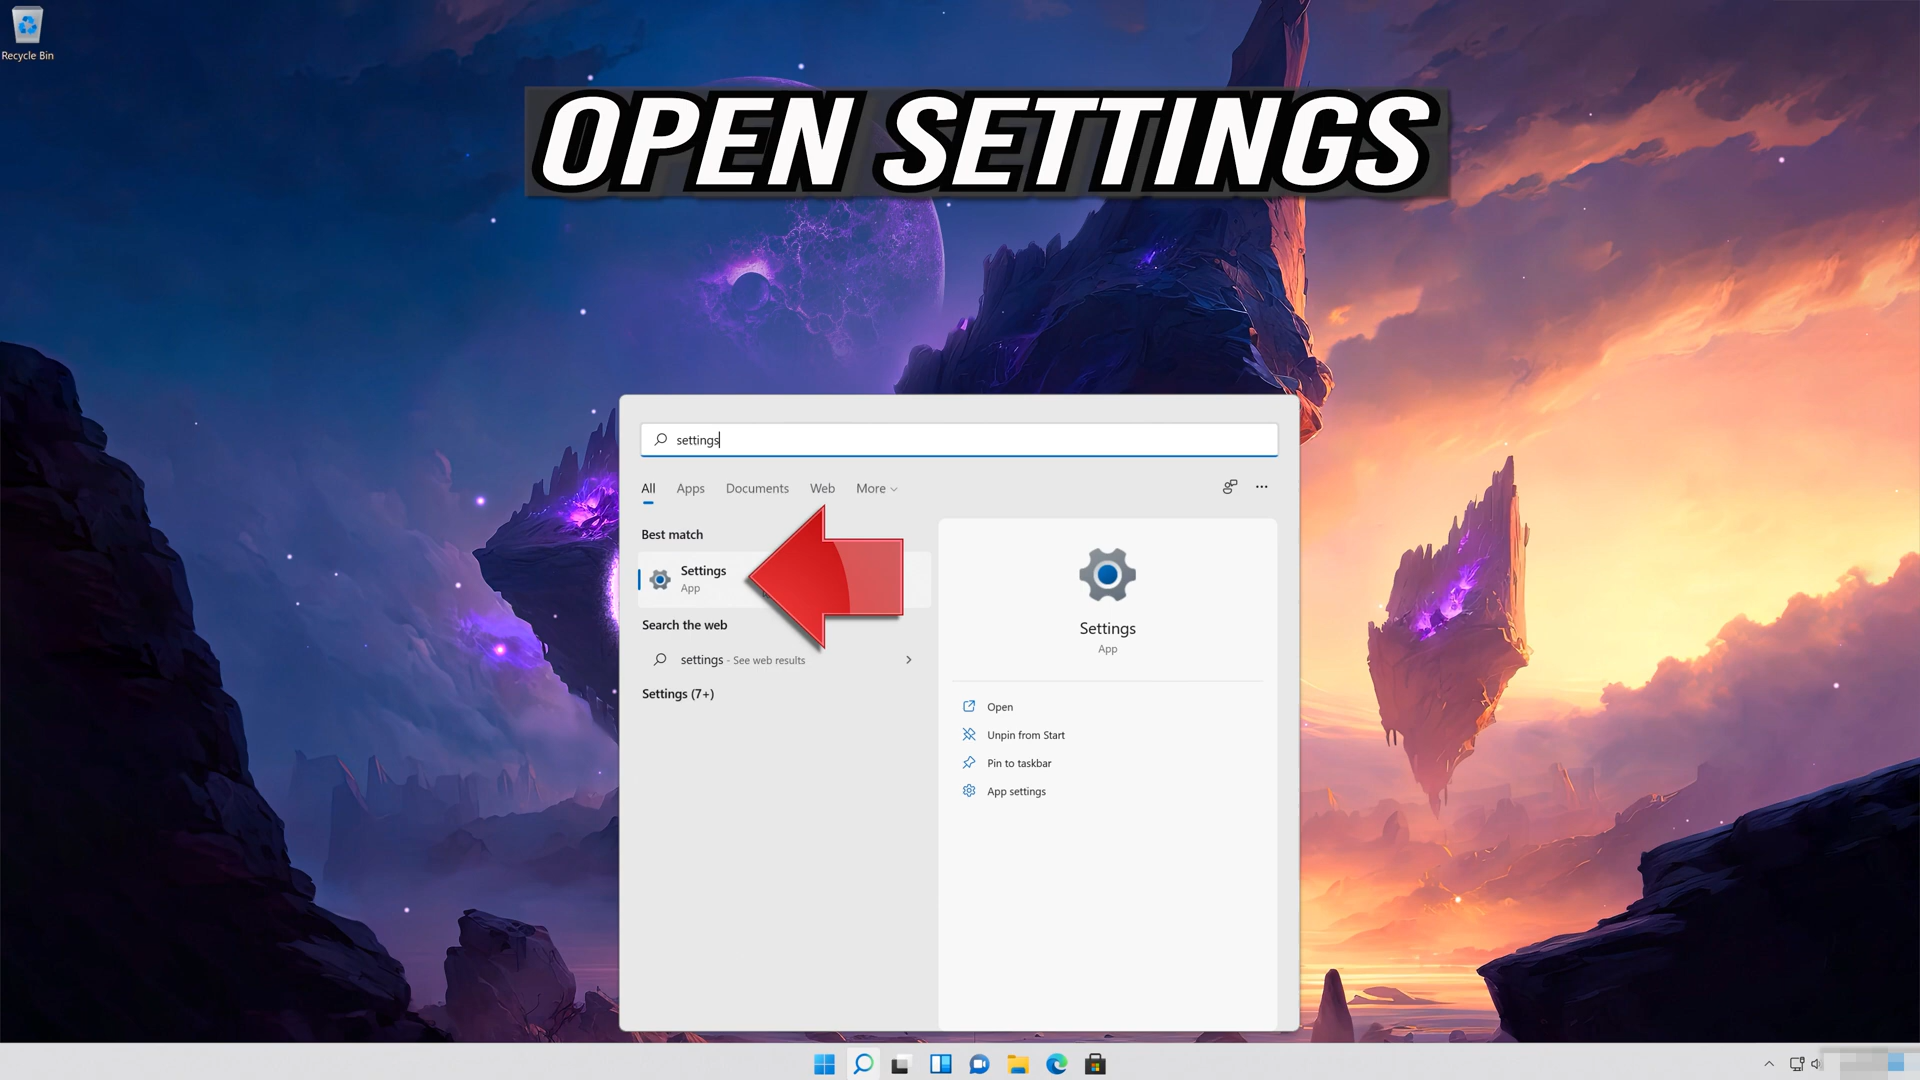 Recycle Bin
OPEN SETTINGS
settings
All Apps Documents Web More
Best match
Settings
App
Search the web
settings - See web results
Settings (7+)
Settings
App
Open
Unpin from Start
Pin to taskbar
App settings